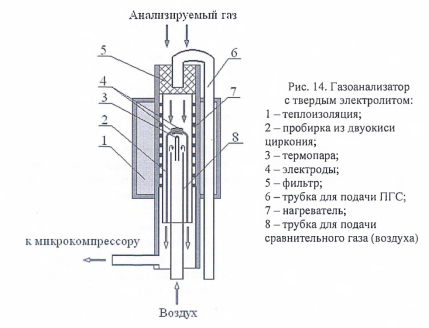 Анализируемый газ
5
4
3
2
1
6
7
8
к микрокомпрессору
Воздух
Рис. 14. Газоанализатор
с твердым электролитом:
1 – теплоизоляция;
2 – пробирка из двуокиси
циркония;
3 – термопара;
4 – электроды;
5 – фильтр;
6 – трубка для подачи ПГС;
7 – нагреватель;
8 – трубка для подачи
сравнительного газа (воздуха)